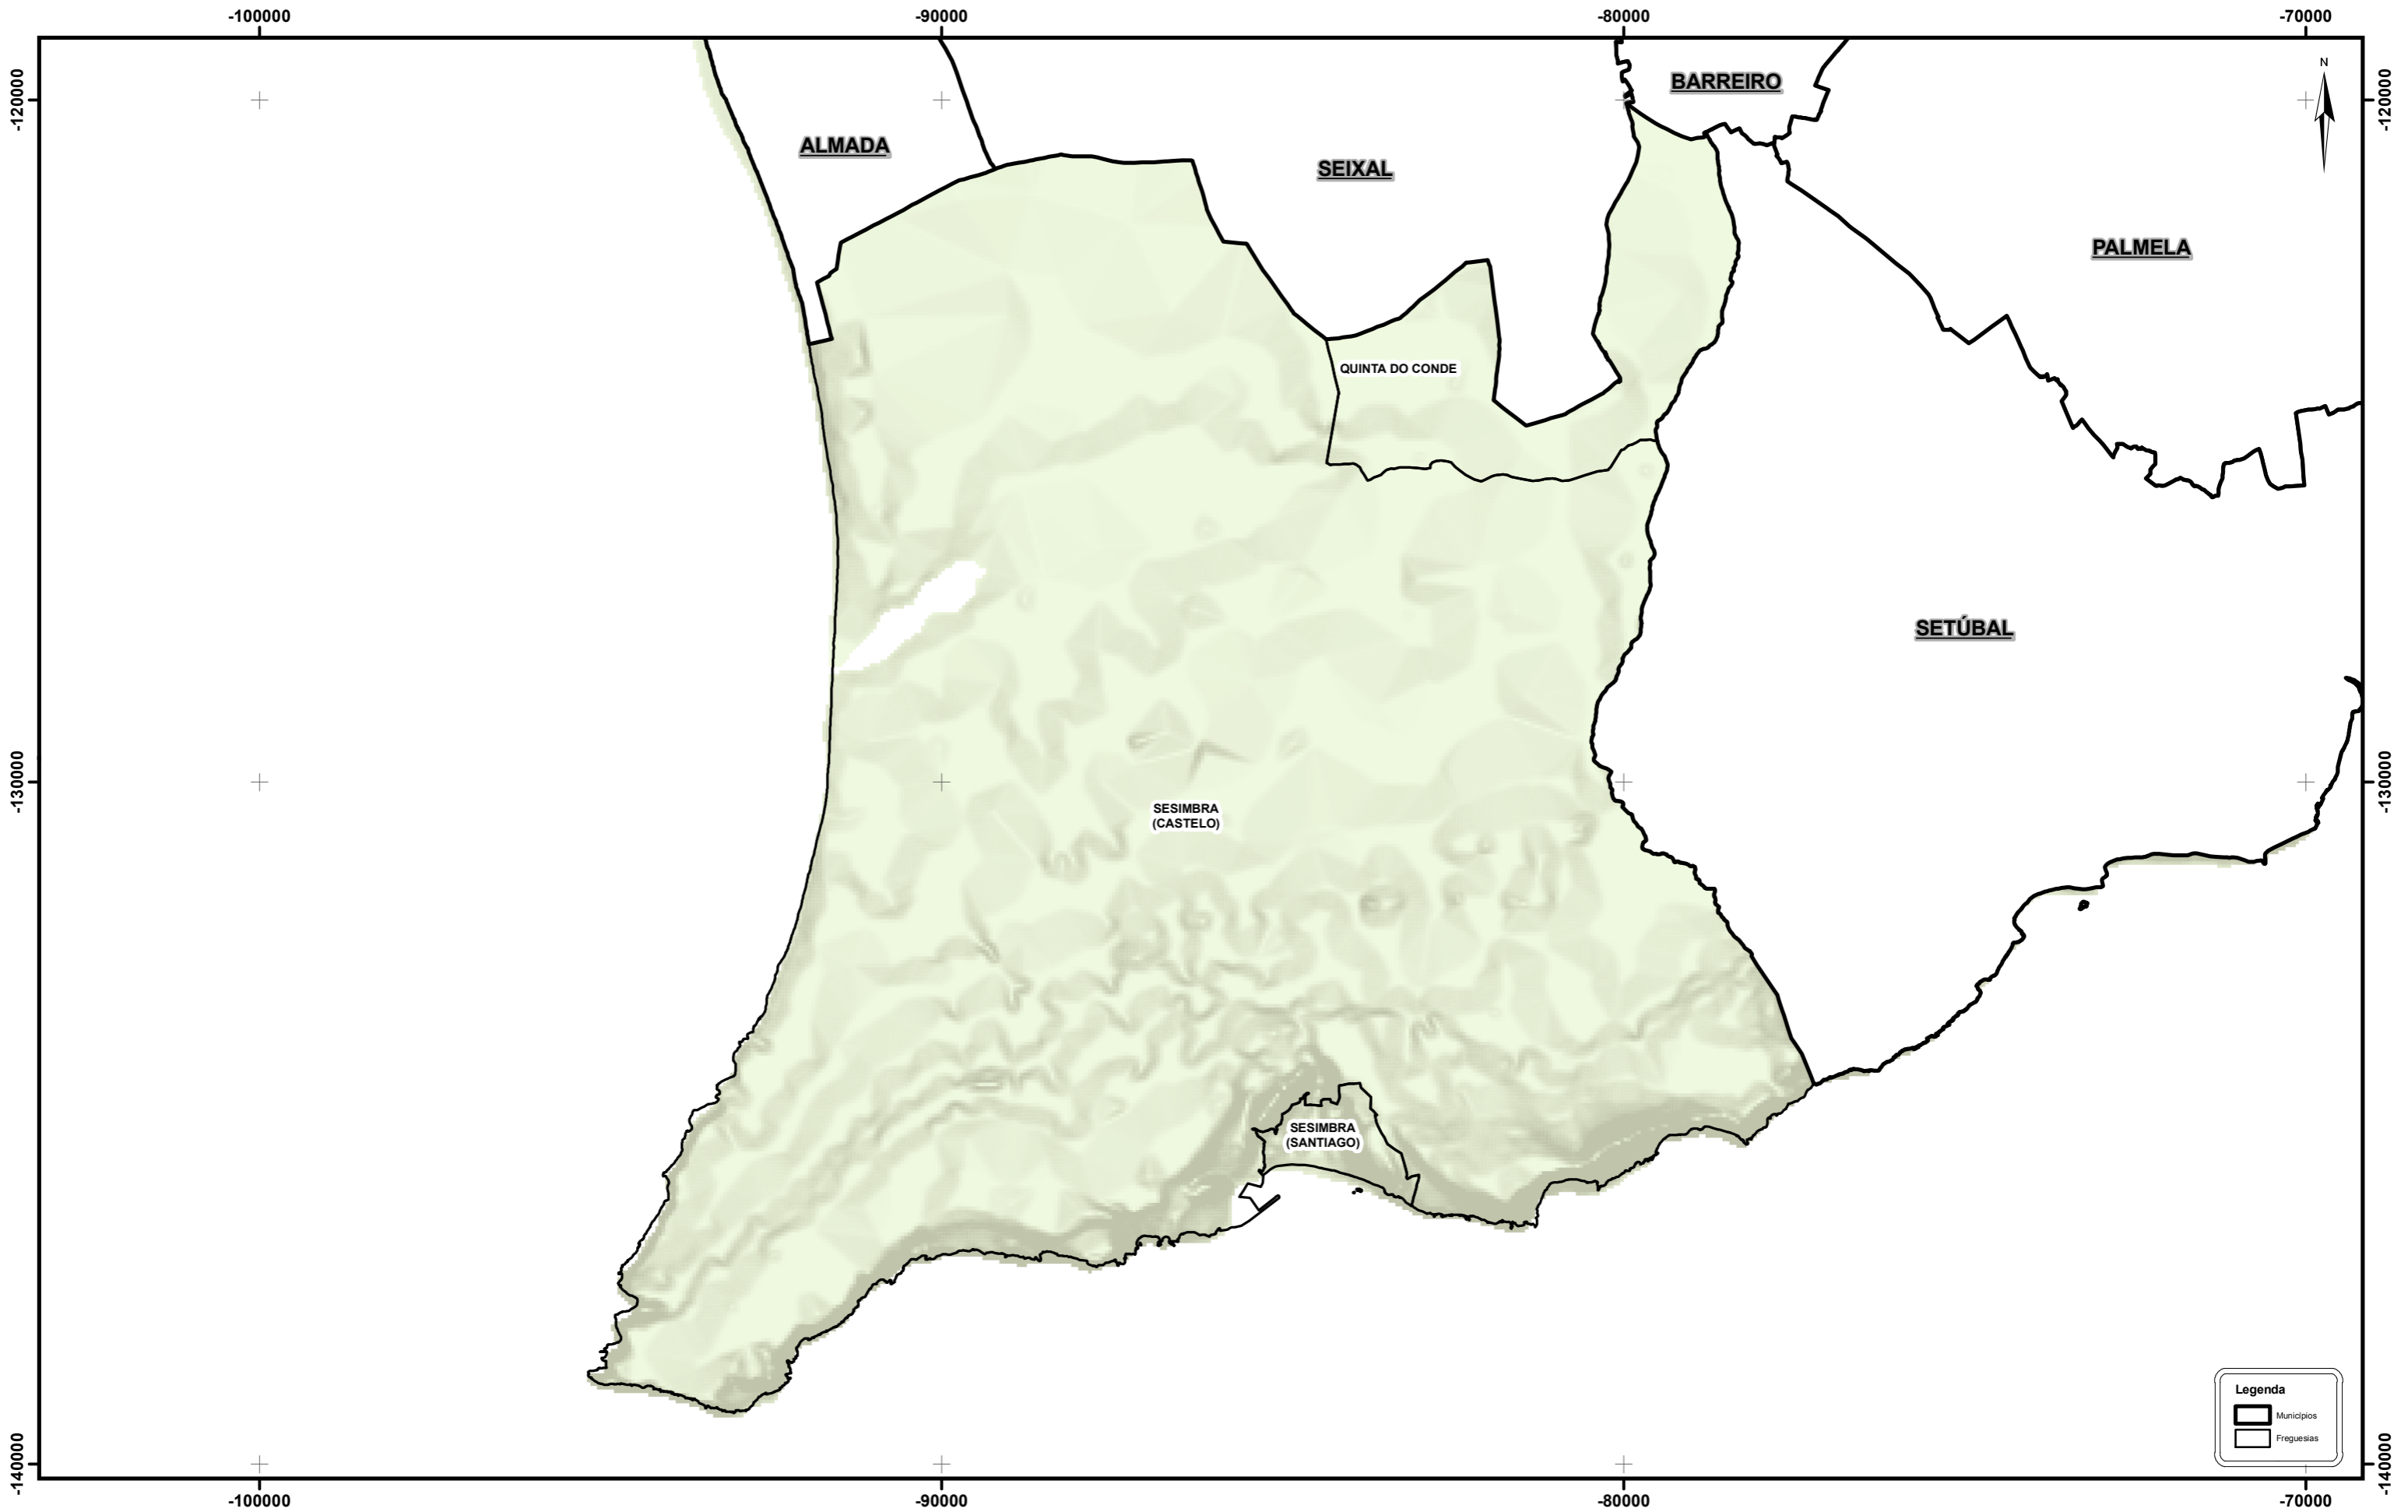 -100000
-90000
-80000
-70000
-120000
-120000
N
BARREIRO
ALMADA
SEIXAL
PALMELA
QUINTA DO CONDE
SETÚBAL
-130000
-130000
SESIMBRA
(CASTELO)
SESIMBRA
(SANTIAGO)
Legenda
Municípios
Freguesias
-140000
-140000
-100000
-90000
-80000
-70000